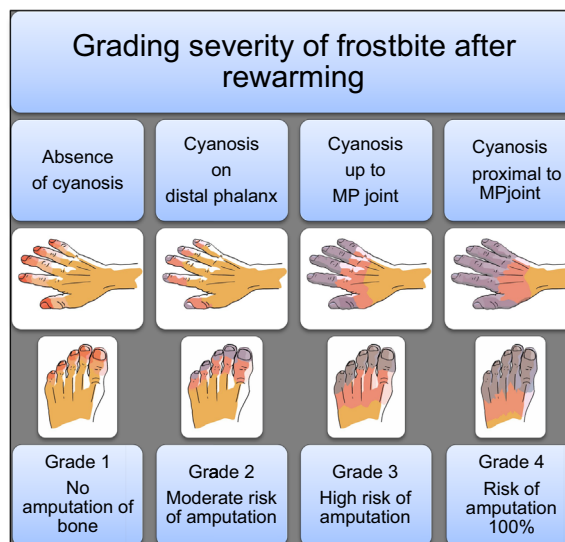 Grading severity of frostbite after
rewarming
Absence
of cyanosis
Cyanosis
on
distal phalanx
Cyanosis
up to
MP joint
Cyanosis
proximal to
MPjoint
Grade 1
No
amputation of
bone
Grade 2
Moderate risk
of amputation
Grade 3
High risk of
amputation
Grade 4
Risk of
amputation
100%